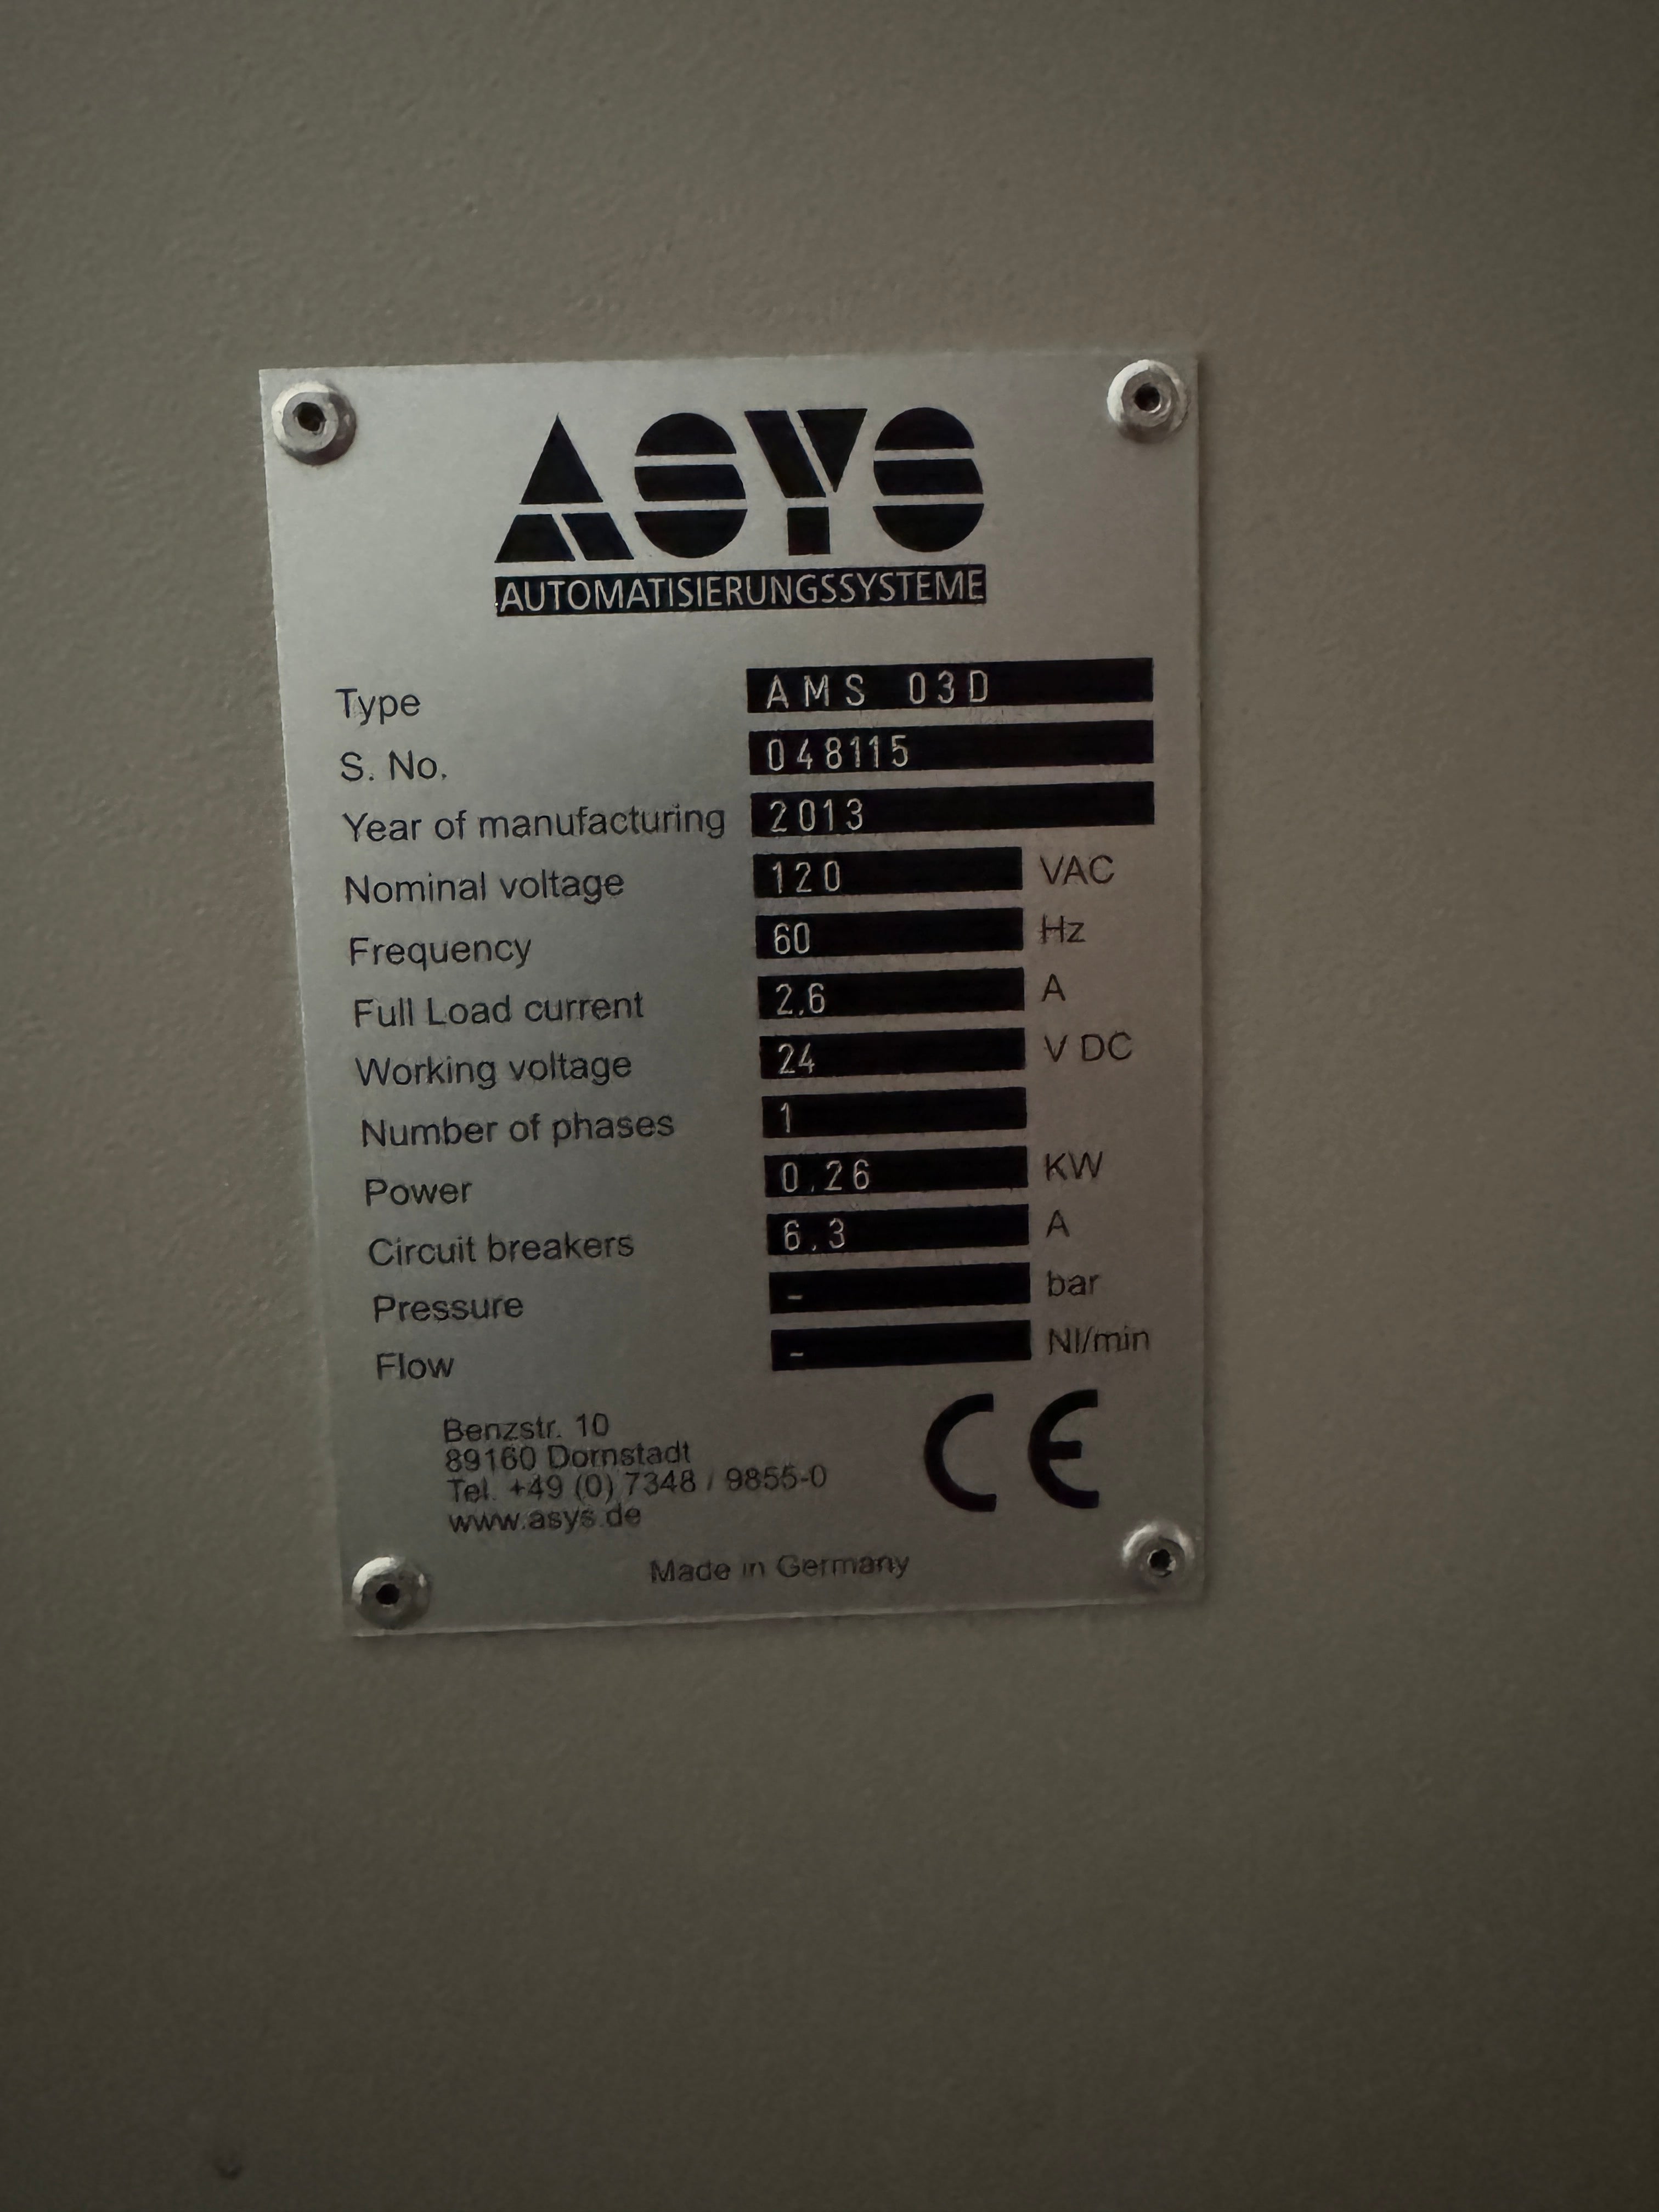 ASYS
AUTOMATISIERUNGSSYSTEME
Type AMS 03D
S. No. 048115
Year of manufacturing 2013
Nominal voltage 120 VAC
Frequency 60 Hz
Full Load current 2.6 A
Working voltage 24 V DC
Number of phases 1
Power 0.26 KW
Circuit breakers 6.3 A
Pressure - bar
Flow - Nl/min
Benzstr. 10
89160 Dornstadt
Tel. +49 (0) 7348 / 9855-0
www.asys.de
CE
Made in Germany